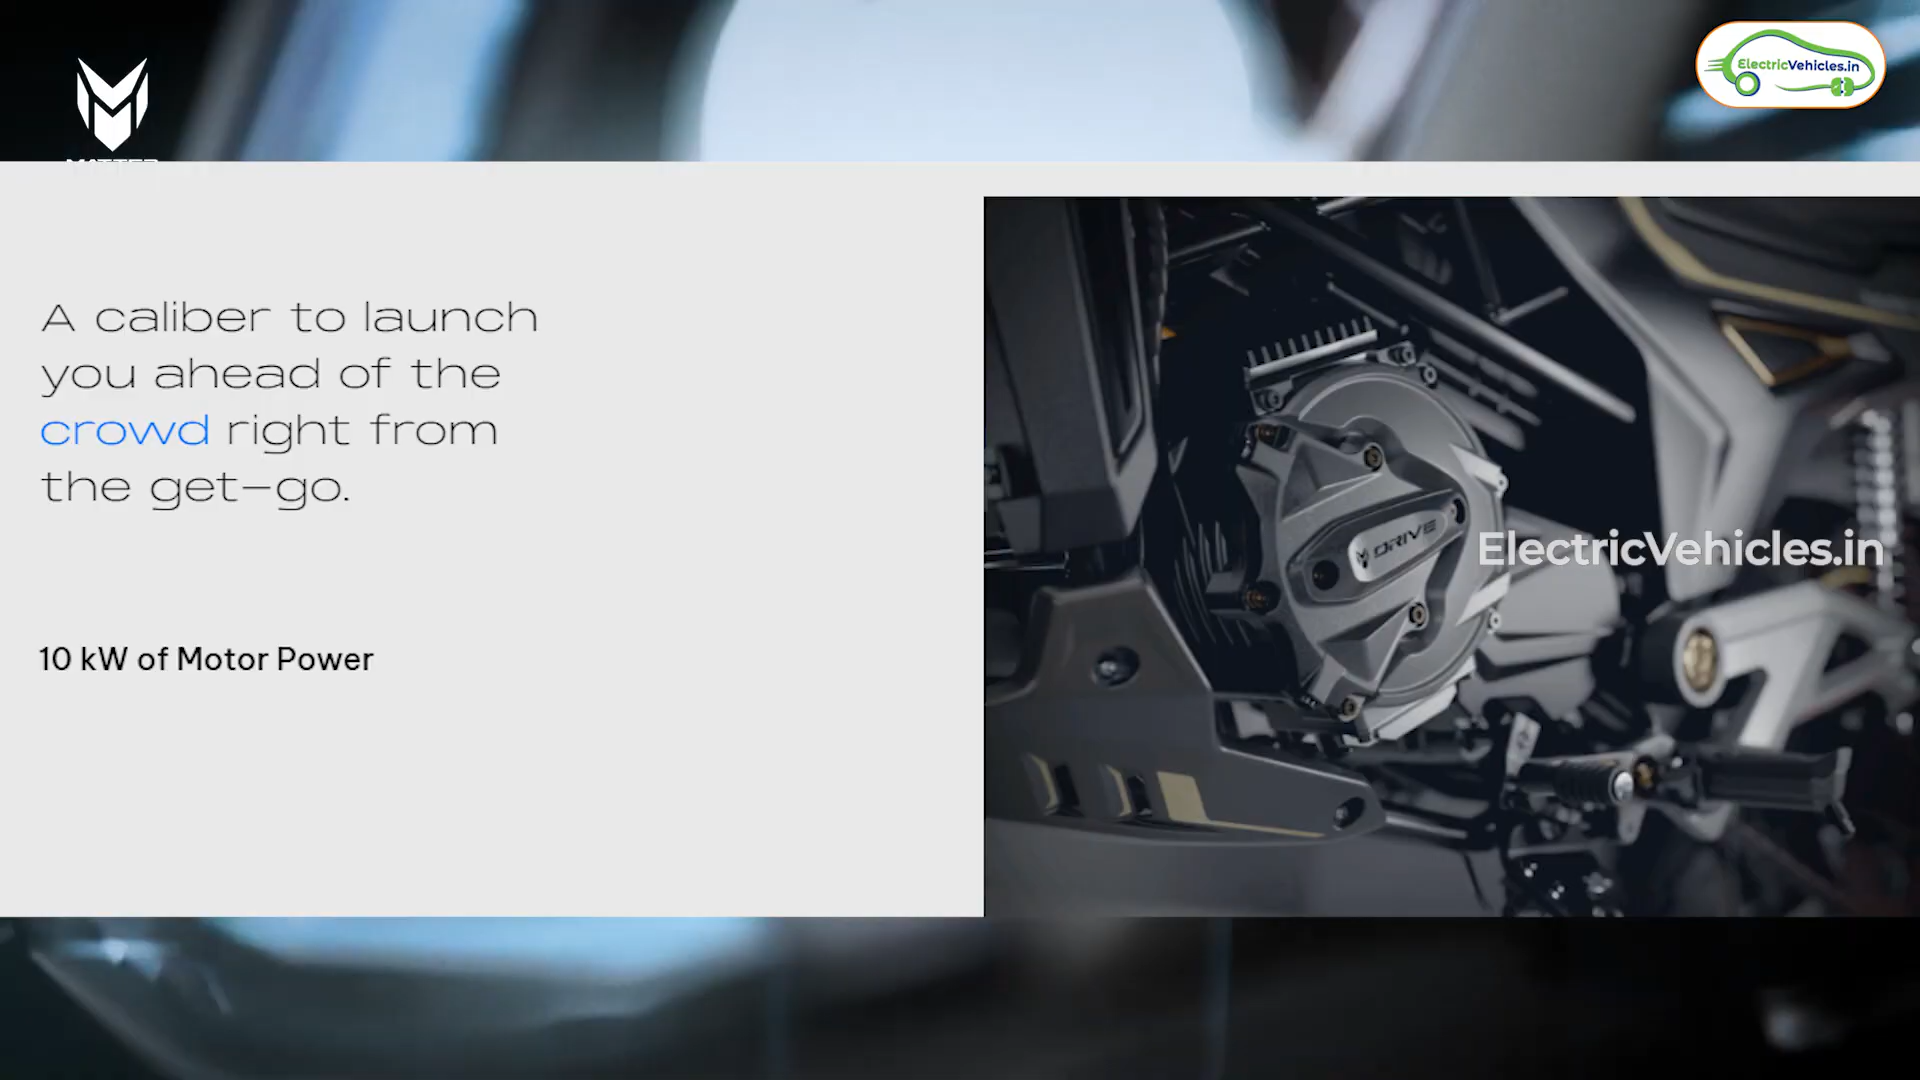 ElectricVehicles.in
A caliber to launch
you ahead of the
crowd right from
the get-go.
10 kW of Motor Power
DRIVE
ElectricVehicles.in